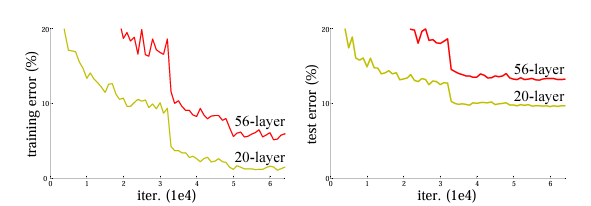 training error (%)
20
10
0
56-layer
20-layer
0 1 2 3 4 5 6
iter. (1e4)
test error (%)
20
10
0
56-layer
20-layer
0 1 2 3 4 5 6
iter. (1e4)